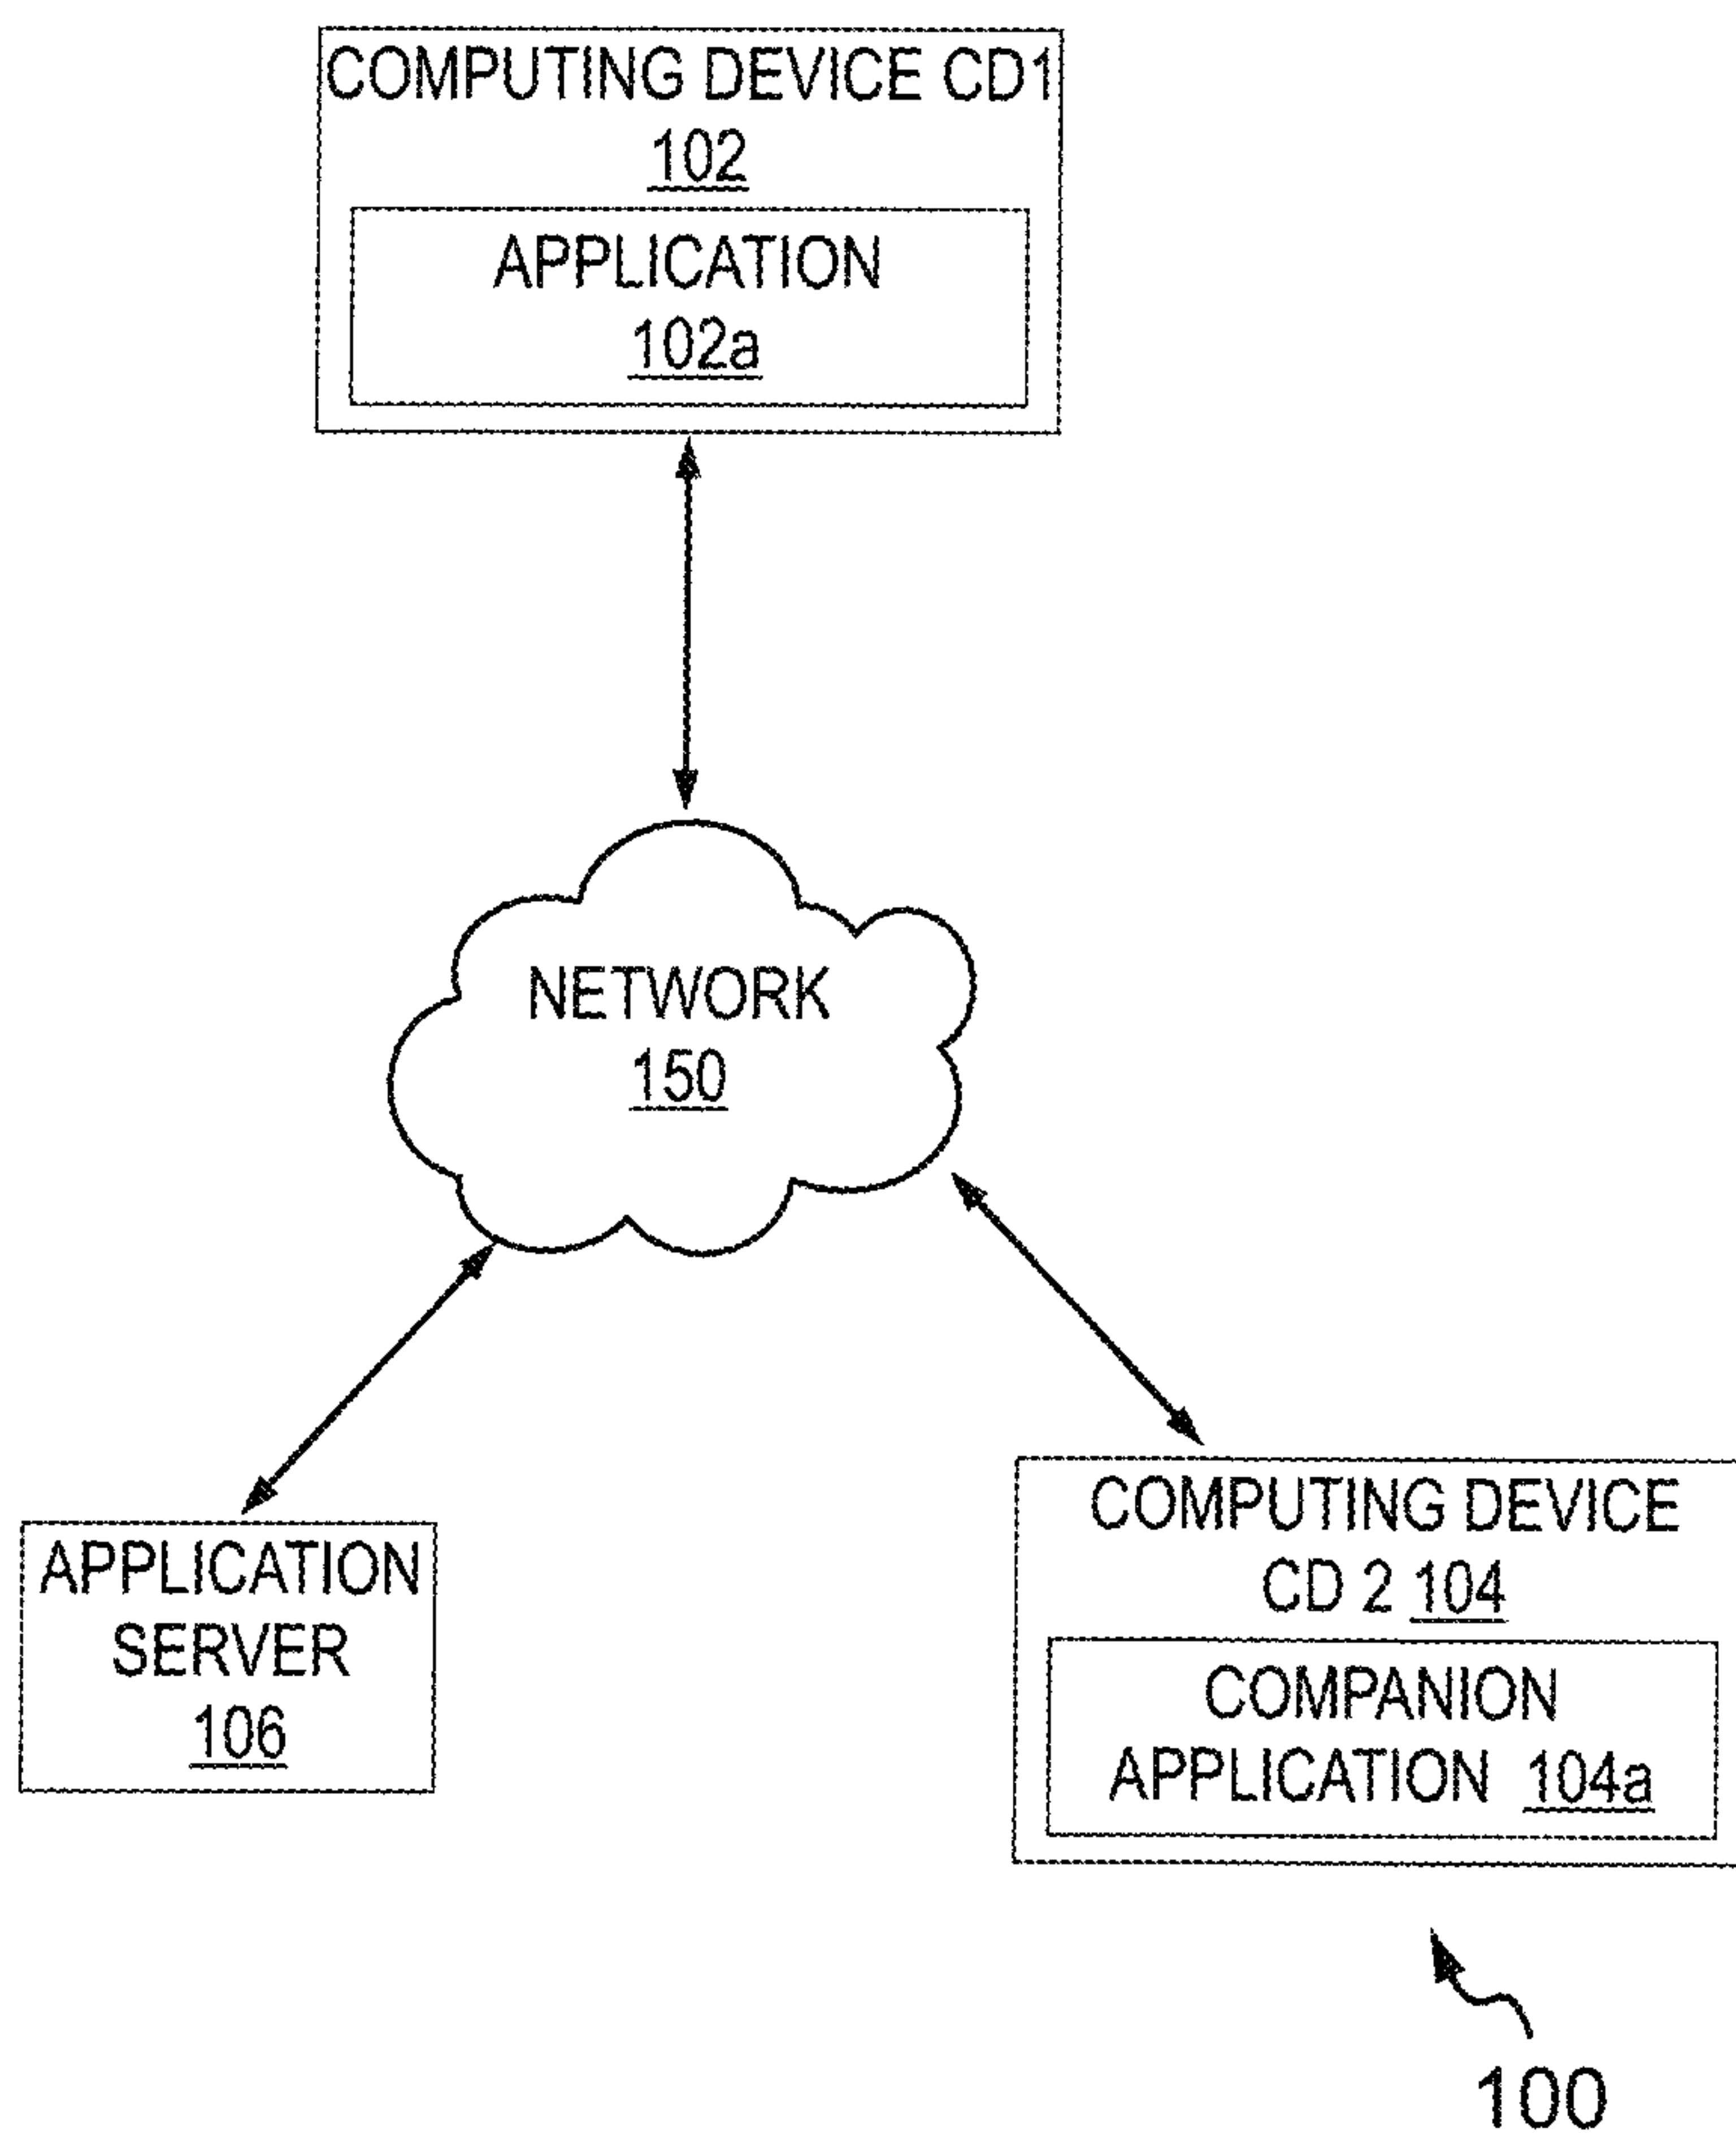 COMPUTING DEVICE CD1
102
APPLICATION
102a
NETWORK
150
APPLICATION
SERVER
106
COMPUTING DEVICE
CD 2 104
COMPANION
APPLICATION 104a
100